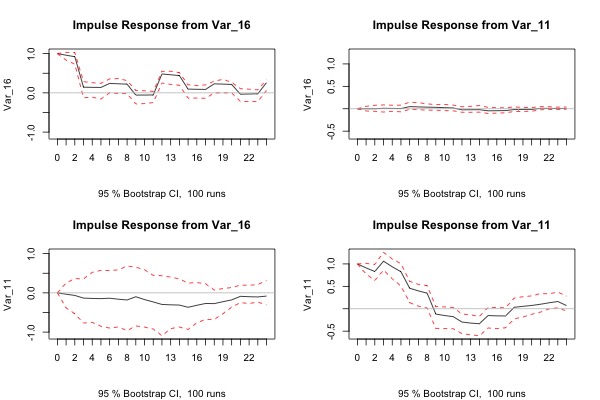 Impulse Response from Var_16
Impulse Response from Var_11
Var_16
1.0
0.0
-1.0
0 2 4 6 8 10 13 16 19 22
95 % Bootstrap CI, 100 runs
Var_16
1.0
0.5
-0.5
0 2 4 6 8 10 13 16 19 22
95 % Bootstrap CI, 100 runs
Impulse Response from Var_16
Impulse Response from Var_11
Var_11
1.0
0.0
-1.0
0 2 4 6 8 10 13 16 19 22
95 % Bootstrap CI, 100 runs
Var_11
1.0
0.5
-0.5
0 2 4 6 8 10 13 16 19 22
95 % Bootstrap CI, 100 runs